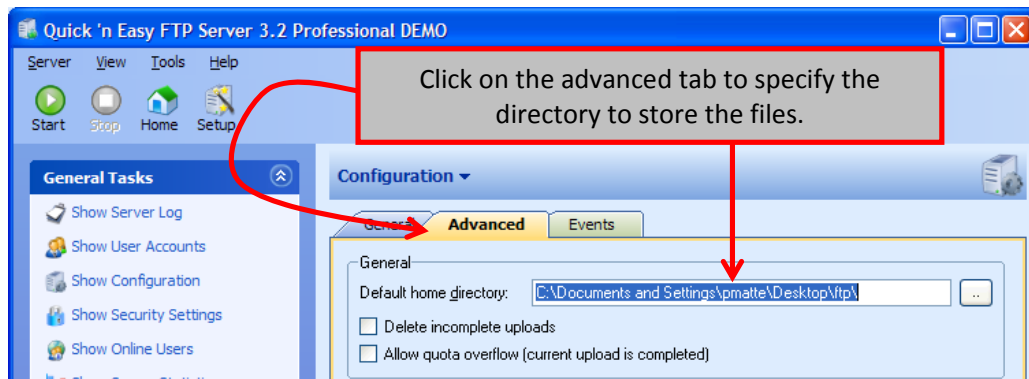 Quick 'n Easy FTP Server 3.2 Professional DEMO
Server View Tools Help
Start Stop Home Setup
Click on the advanced tab to specify the
directory to store the files.
General Tasks
Show Server Log
Show User Accounts
Show Configuration
Show Security Settings
Show Online Users
Configuration
General Advanced Events
General
Default home directory: C:\Documents and Settings\pmatte\Desktop\ftp\ ..
Delete incomplete uploads
Allow quota overflow (current upload is completed)